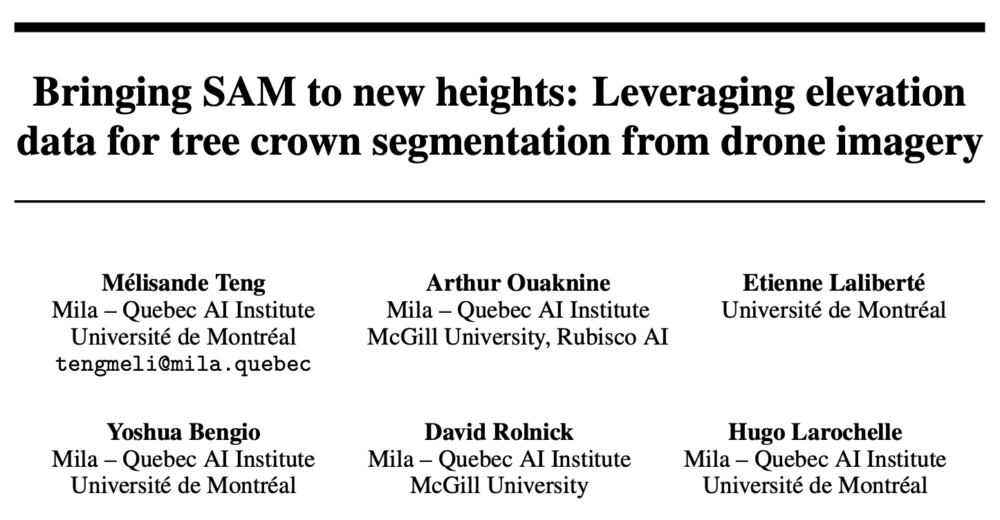 Bringing SAM to new heights: Leveraging elevation
data for tree crown segmentation from drone imagery
Mélisande Teng
Mila – Quebec AI Institute
Université de Montréal
tengmeli@mila.quebec
Arthur Ouaknine
Mila – Quebec AI Institute
McGill University, Rubisco AI
Etienne Laliberté
Université de Montréal
Yoshua Bengio
Mila – Quebec AI Institute
Université de Montréal
David Rolnick
Mila – Quebec AI Institute
McGill University
Hugo Larochelle
Mila – Quebec AI Institute
Université de Montréal